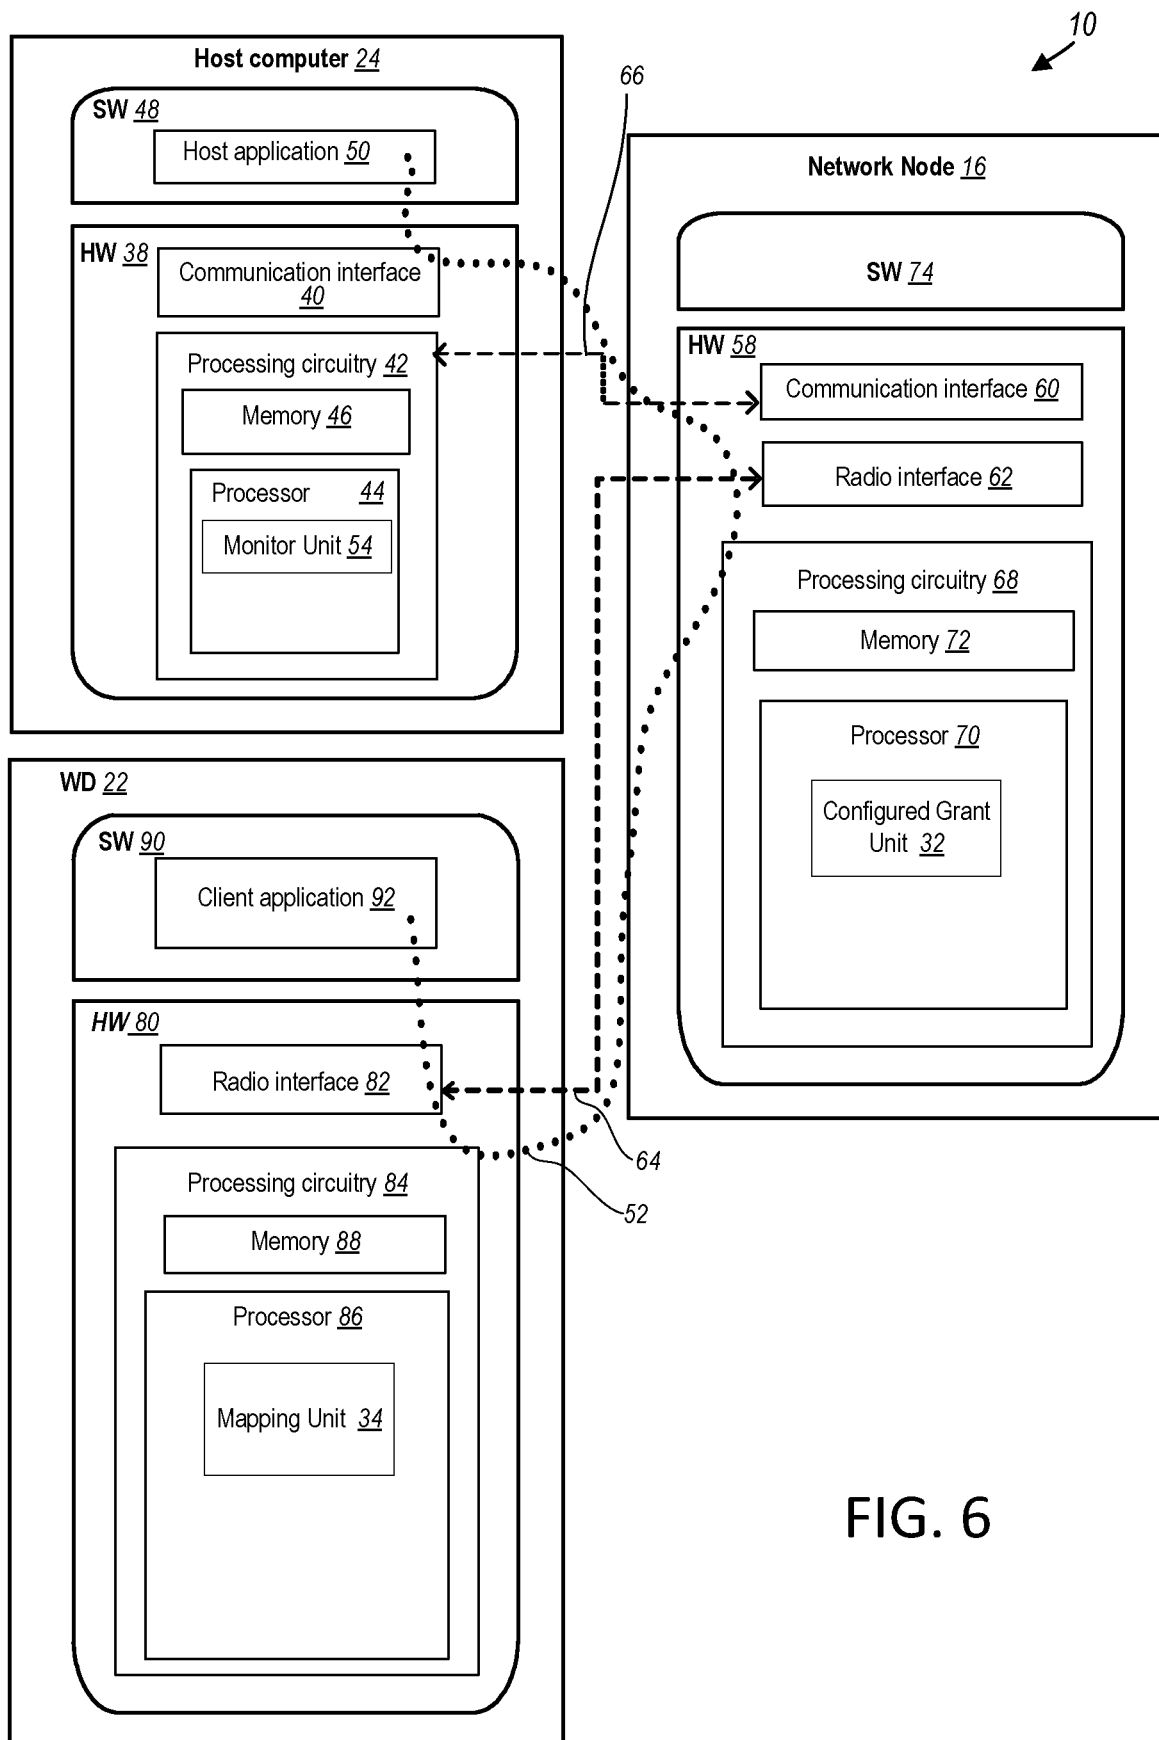 10
Host computer 24
66
SW 48
Host application 50
HW 38
Communication interface
40
Processing circuitry 42
Memory 46
Processor 44
Monitor Unit 54
Network Node 16
SW 74
HW 58
Communication interface 60
Radio interface 62
Processing circuitry 68
Memory 72
Processor 70
Configured Grant
Unit 32
WD 22
SW 90
Client application 92
HW 80
Radio interface 82
64
52
Processing circuitry 84
Memory 88
Processor 86
Mapping Unit 34
FIG. 6